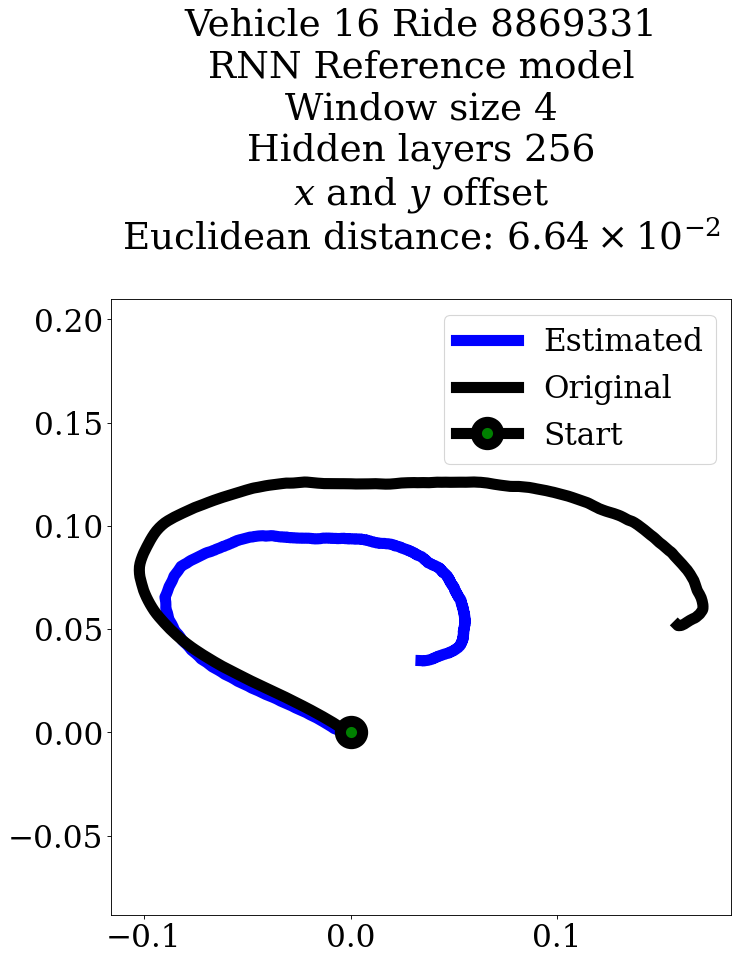 Vehicle 16 Ride 8869331
RNN Reference model
Window size 4
Hidden layers 256
x and y offset
Euclidean distance: 6.64 × 10⁻²
Estimated
Original
Start
0.20
0.15
0.10
0.05
0.00
−0.05
−0.1
0.0
0.1